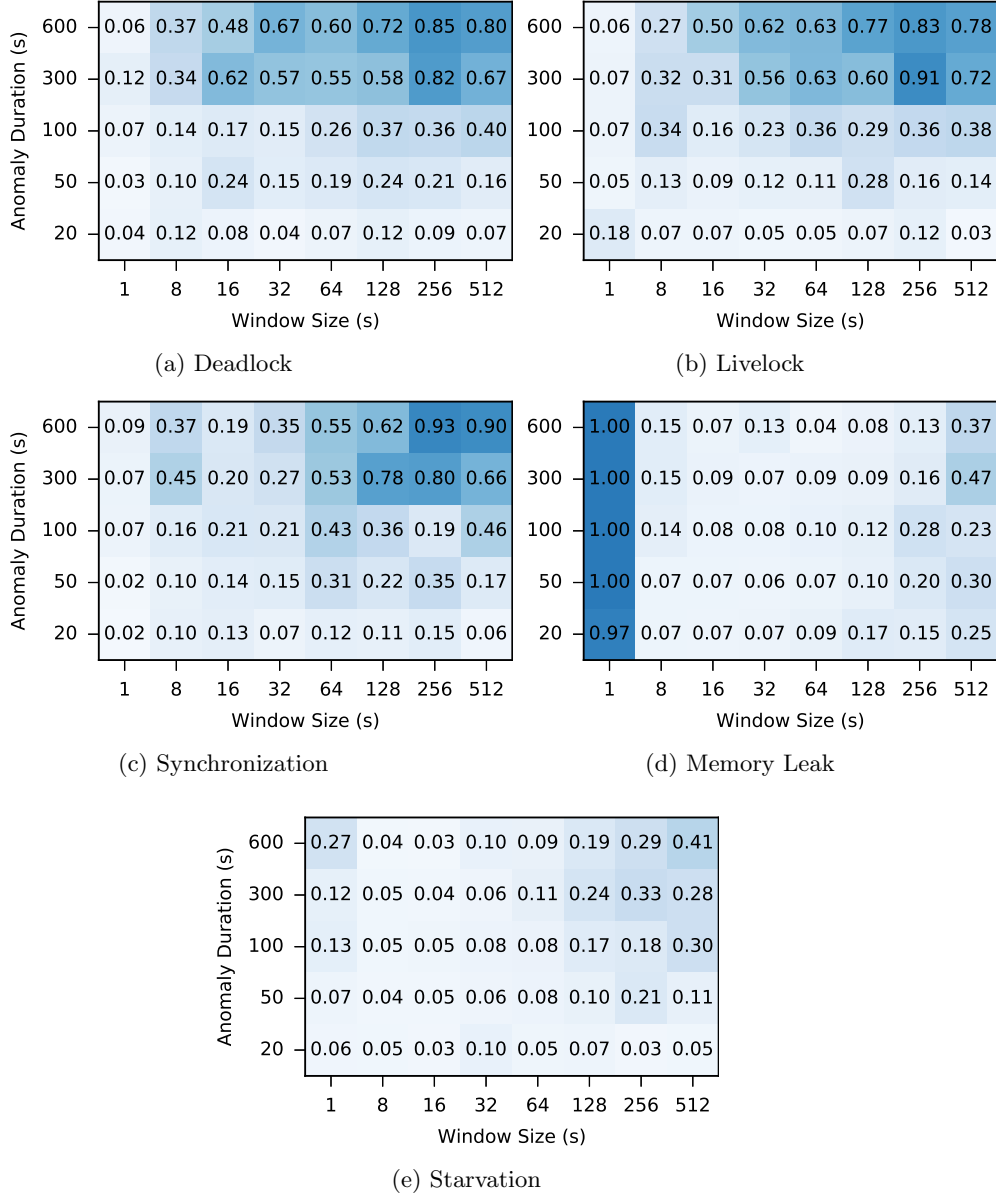 600 0.06 0.37 0.48 0.67 0.60 0.72 0.85 0.80
300 0.12 0.34 0.62 0.57 0.55 0.58 0.82 0.67
100 0.07 0.14 0.17 0.15 0.26 0.37 0.36 0.40
50 0.03 0.10 0.24 0.15 0.19 0.24 0.21 0.16
20 0.04 0.12 0.08 0.04 0.07 0.12 0.09 0.07
1 8 16 32 64 128 256 512
Anomaly Duration (s)
Window Size (s)
(a) Deadlock
600 0.06 0.27 0.50 0.62 0.63 0.77 0.83 0.78
300 0.07 0.32 0.31 0.56 0.63 0.60 0.91 0.72
100 0.07 0.34 0.16 0.23 0.36 0.29 0.36 0.38
50 0.05 0.13 0.09 0.12 0.11 0.28 0.16 0.14
20 0.18 0.07 0.07 0.05 0.05 0.07 0.12 0.03
1 8 16 32 64 128 256 512
Window Size (s)
(b) Livelock
600 0.09 0.37 0.19 0.35 0.55 0.62 0.93 0.90
300 0.07 0.45 0.20 0.27 0.53 0.78 0.80 0.66
100 0.07 0.16 0.21 0.21 0.43 0.36 0.19 0.46
50 0.02 0.10 0.14 0.15 0.31 0.22 0.35 0.17
20 0.02 0.10 0.13 0.07 0.12 0.11 0.15 0.06
1 8 16 32 64 128 256 512
Anomaly Duration (s)
Window Size (s)
(c) Synchronization
600 1.00 0.15 0.07 0.13 0.04 0.08 0.13 0.37
300 1.00 0.15 0.09 0.07 0.09 0.09 0.16 0.47
100 1.00 0.14 0.08 0.08 0.10 0.12 0.28 0.23
50 1.00 0.07 0.07 0.06 0.07 0.10 0.20 0.30
20 0.97 0.07 0.07 0.07 0.09 0.17 0.15 0.25
1 8 16 32 64 128 256 512
Window Size (s)
(d) Memory Leak
600 0.27 0.04 0.03 0.10 0.09 0.19 0.29 0.41
300 0.12 0.05 0.04 0.06 0.11 0.24 0.33 0.28
100 0.13 0.05 0.05 0.08 0.08 0.17 0.18 0.30
50 0.07 0.04 0.05 0.06 0.08 0.10 0.21 0.11
20 0.06 0.05 0.03 0.10 0.05 0.07 0.03 0.05
1 8 16 32 64 128 256 512
Anomaly Duration (s)
Window Size (s)
(e) Starvation